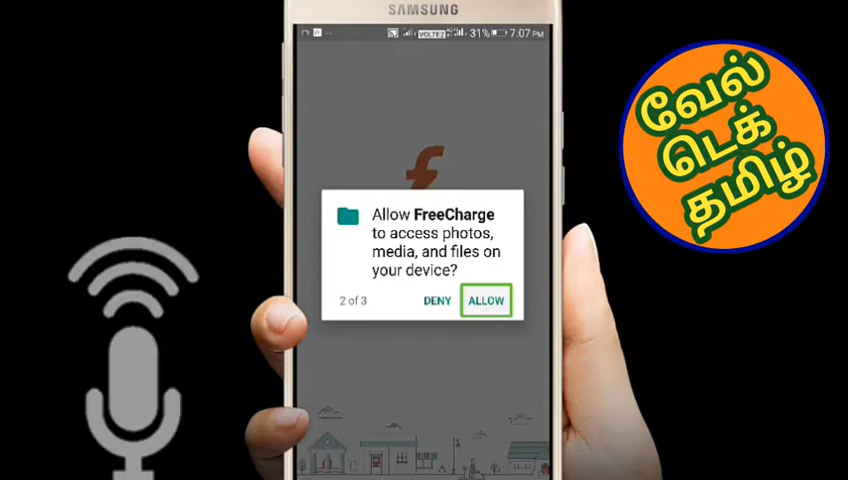 SAMSUNG
VOLTE2
31%
7:07 PM
வேல்
டெக்
தமிழ்
f
Allow FreeCharge
to access photos,
media, and files on
your device?
2 of 3
DENY
ALLOW